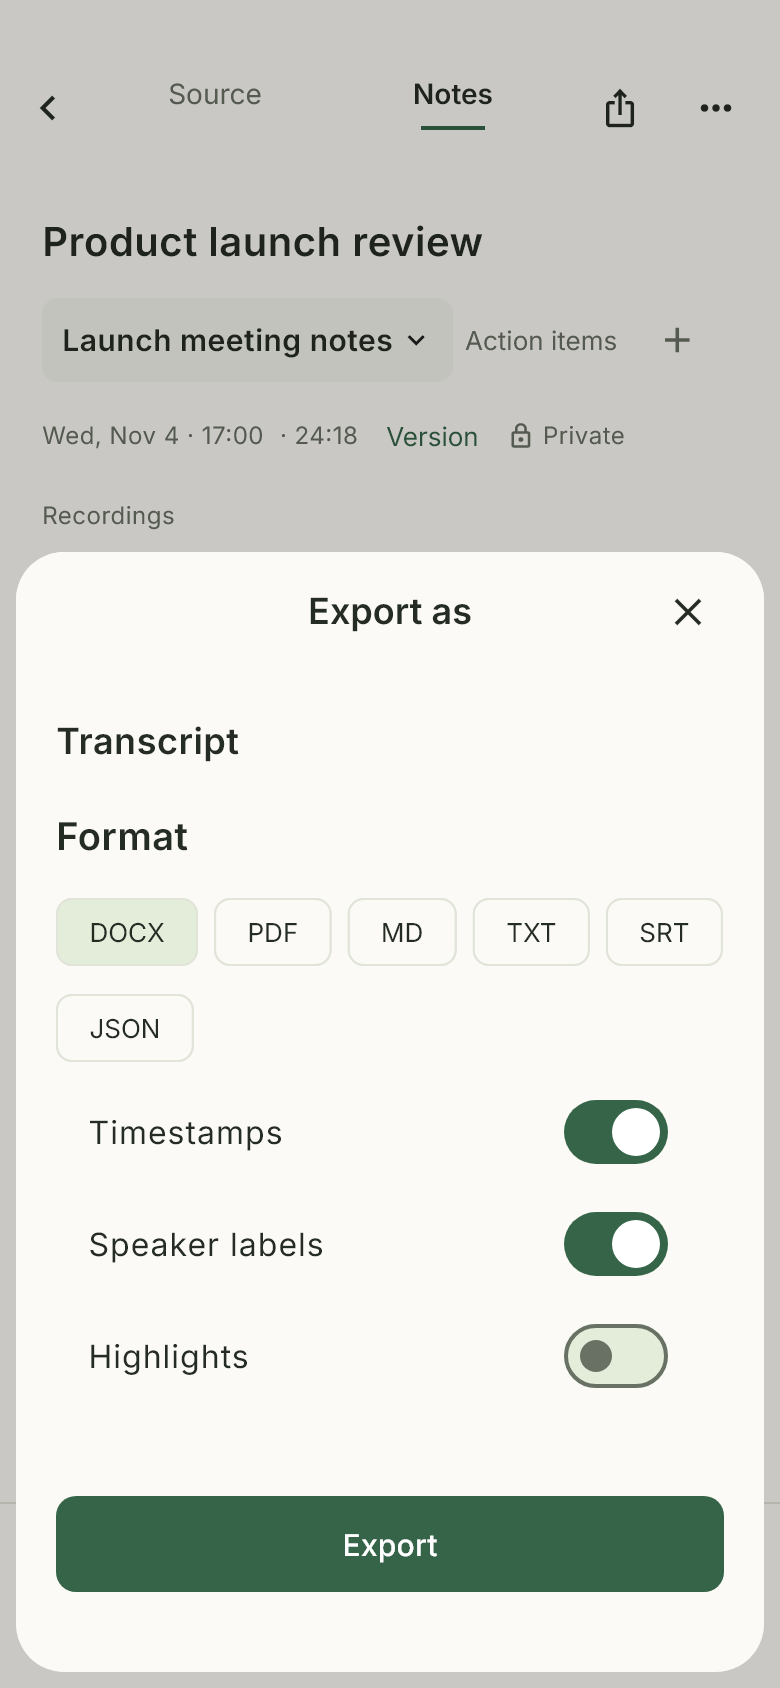 Source
Notes
Product launch review
Launch meeting notes
Action items
Wed, Nov 4 · 17:00 · 24:18 Version Private
Recordings
Export as
Transcript
Format
DOCX PDF MD TXT SRT
JSON
Timestamps
Speaker labels
Highlights
Export